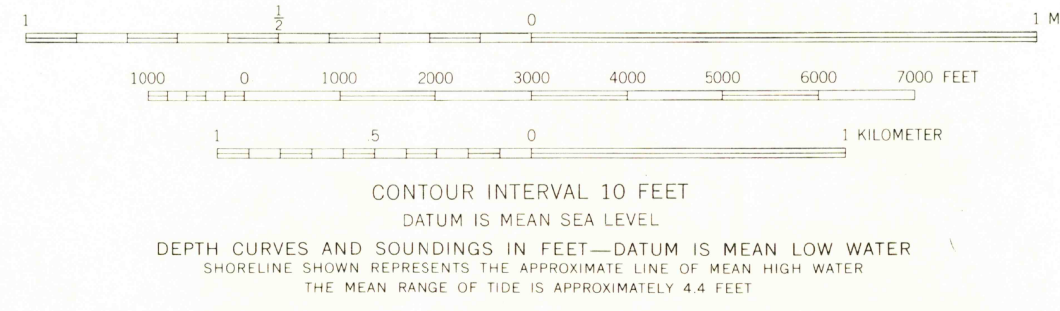 1 ½ 0 1 M
1000 0 1000 2000 3000 4000 5000 6000 7000 FEET
1 .5 0 1 KILOMETER
CONTOUR INTERVAL 10 FEET
DATUM IS MEAN SEA LEVEL
DEPTH CURVES AND SOUNDINGS IN FEET—DATUM IS MEAN LOW WATER
SHORELINE SHOWN REPRESENTS THE APPROXIMATE LINE OF MEAN HIGH WATER
THE MEAN RANGE OF TIDE IS APPROXIMATELY 4.4 FEET